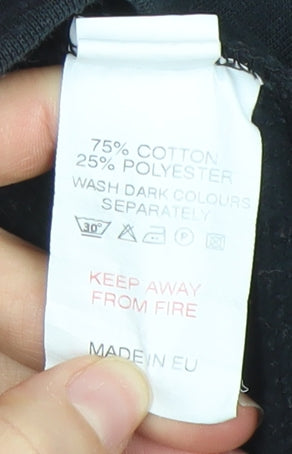 75% COTTON
25% POLYESTER
WASH DARK COLOURS
SEPARATELY
30°
P
KEEP AWAY
FROM FIRE
MADE IN EU